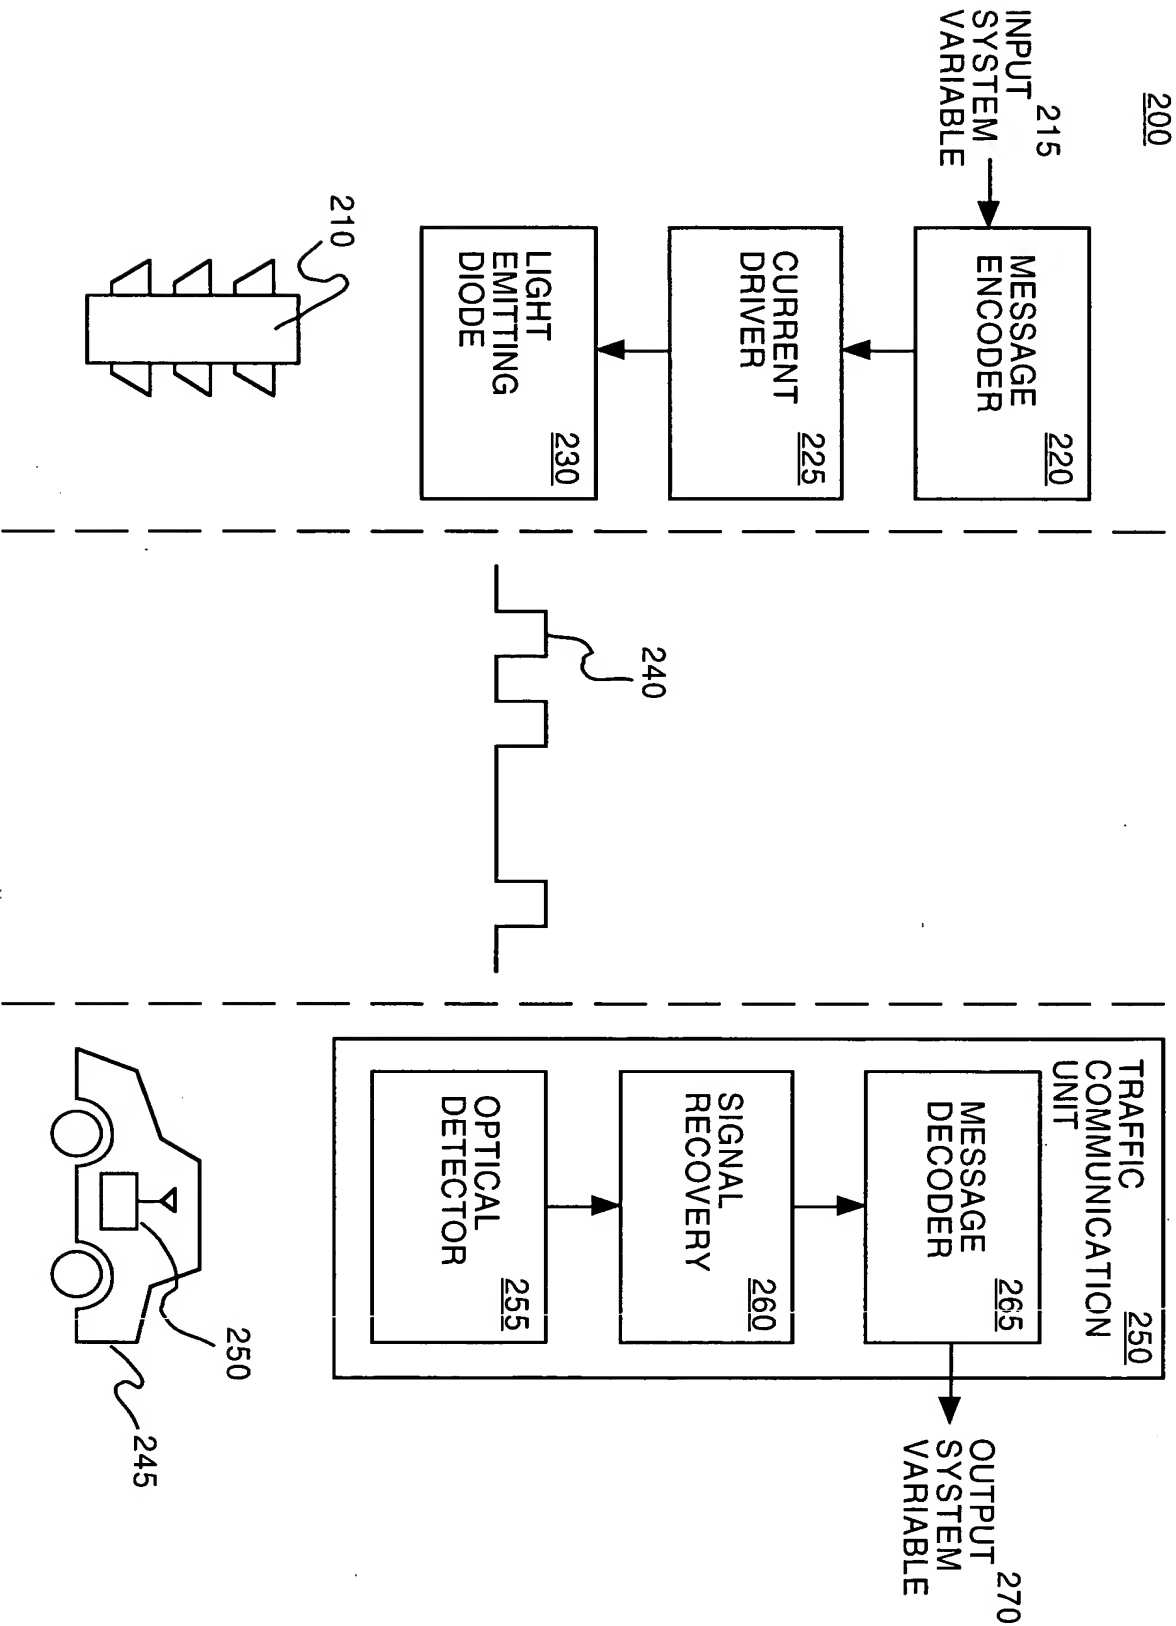 200
215
INPUT
SYSTEM
VARIABLE
MESSAGE
ENCODER
220
CURRENT
DRIVER
225
LIGHT
EMITTING
DIODE
230
210
240
TRAFFIC
COMMUNICATION
UNIT
250
MESSAGE
DECODER
265
SIGNAL
RECOVERY
260
OPTICAL
DETECTOR
255
270
OUTPUT
SYSTEM
VARIABLE
250
245